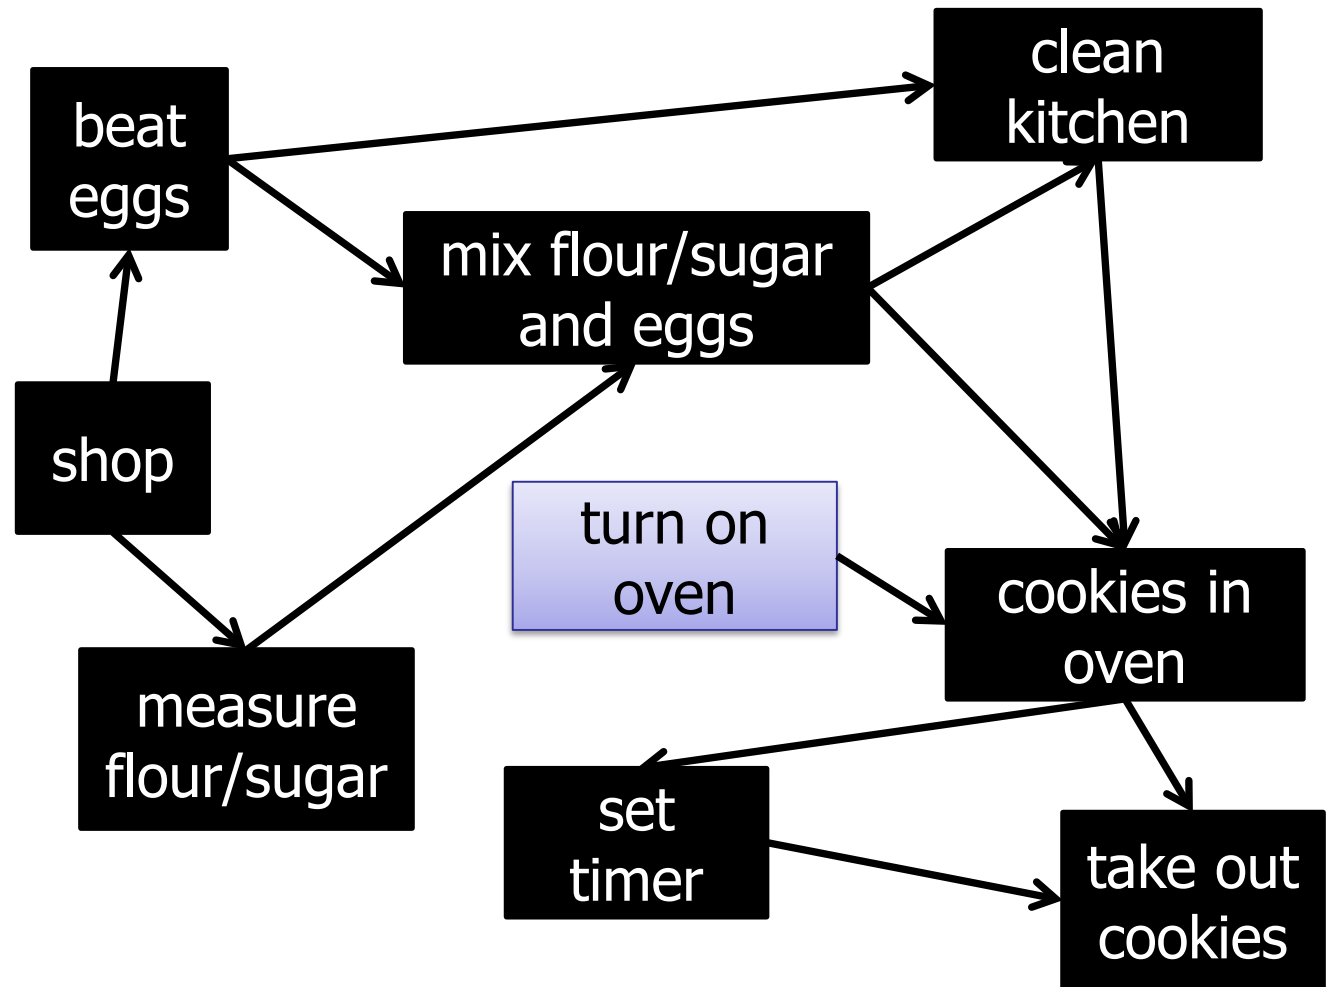 clean
kitchen
beat
eggs
mix flour/sugar
and eggs
shop
turn on
oven
cookies in
oven
measure
flour/sugar
set
timer
take out
cookies